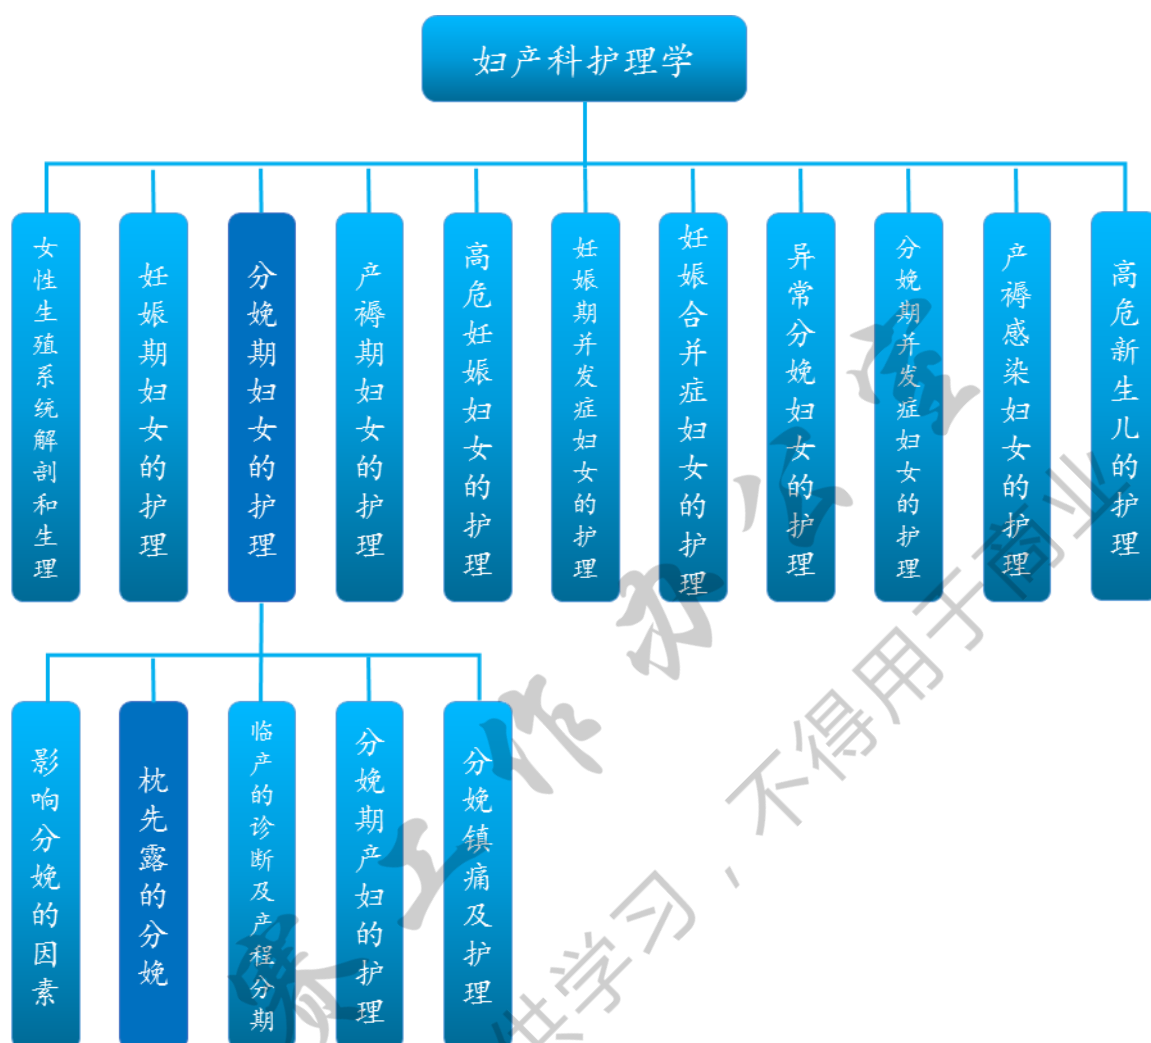 妇产科护理学
女性生殖系统解剖和生理
妊娠期妇女的护理
分娩期妇女的护理
产褥期妇女的护理
高危妊娠妇女的护理
妊娠期并发症妇女的护理
妊娠合并症妇女的护理
异常分娩妇女的护理
分娩期并发症妇女的护理
产褥感染妇女的护理
高危新生儿的护理
影响分娩的因素
枕先露的分娩
临产的诊断及产程分期
分娩期产妇的护理
分娩镇痛及护理
赛工作办公室
供学习，不得用于商业